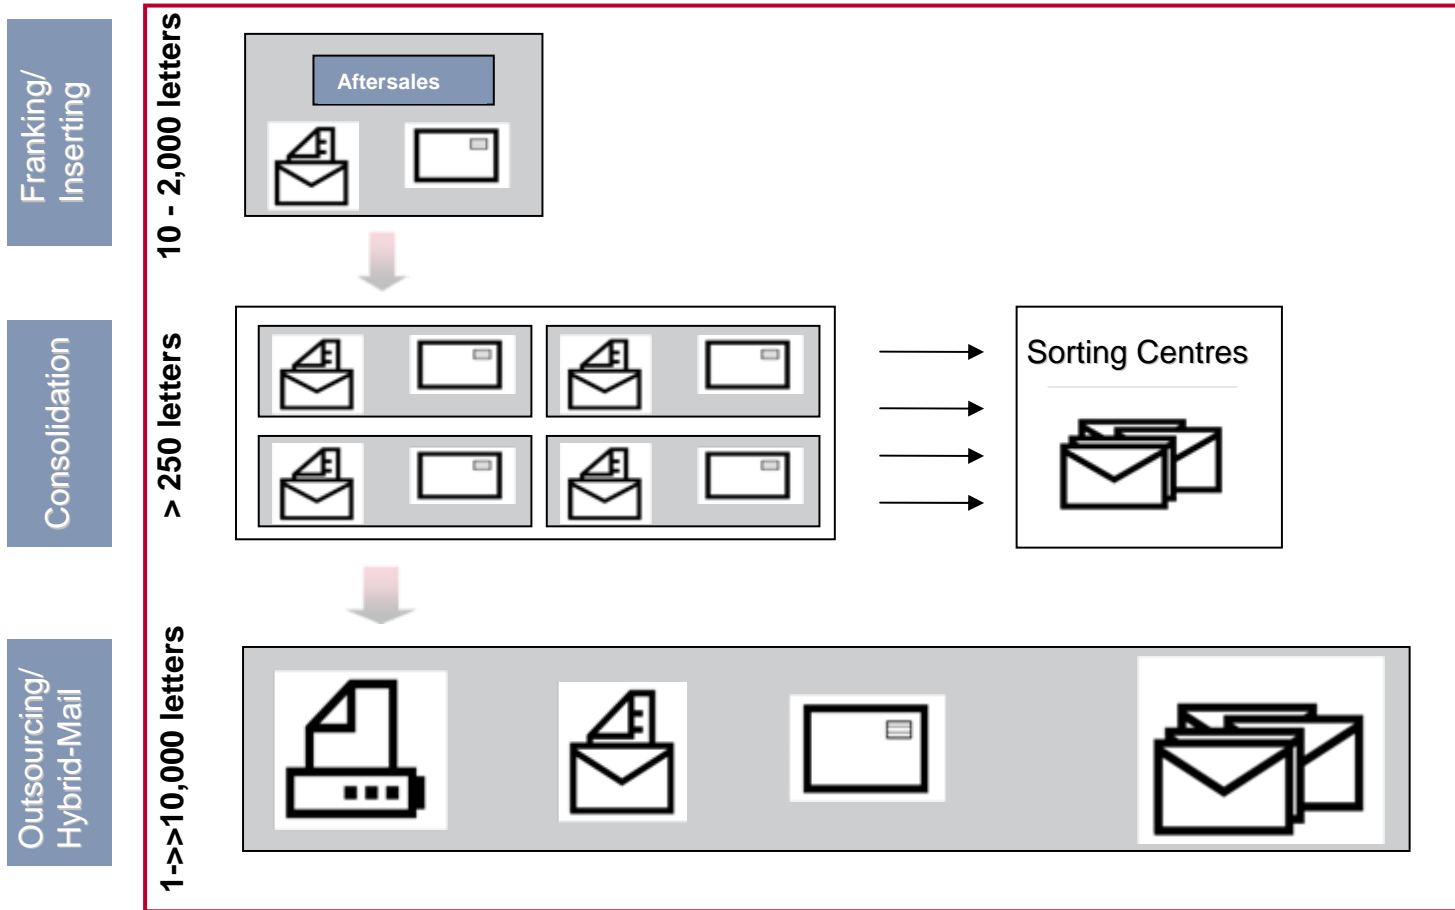 Franking/
Inserting
10 - 2,000 letters
Aftersales
Consolidation
> 250 letters
Sorting Centres
Outsourcing/
Hybrid-Mail
1->>10,000 letters